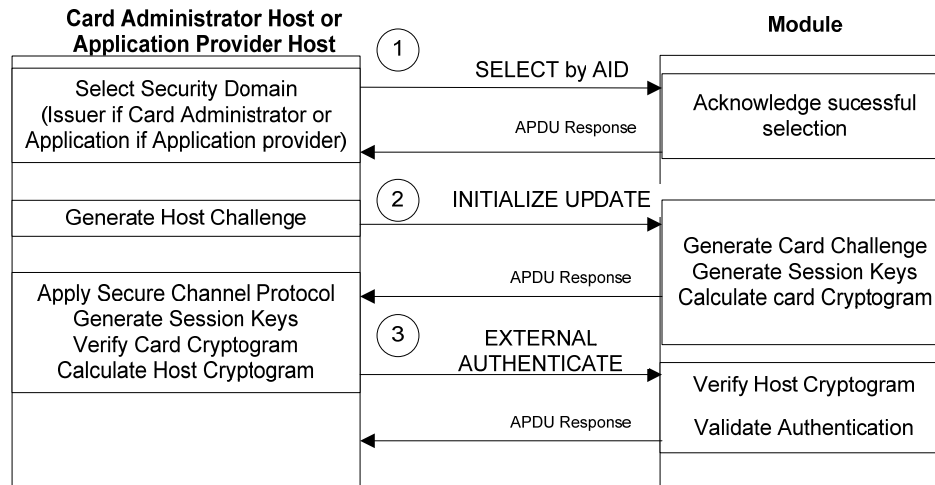 Card Administrator Host or
Application Provider Host
Module
1
SELECT by AID
Select Security Domain
(Issuer if Card Administrator or
Application if Application provider)
Acknowledge sucessful
selection
APDU Response
2
INITIALIZE UPDATE
Generate Host Challenge
Generate Card Challenge
Generate Session Keys
Calculate card Cryptogram
APDU Response
Apply Secure Channel Protocol
Generate Session Keys
Verify Card Cryptogram
Calculate Host Cryptogram
3
EXTERNAL
AUTHENTICATE
Verify Host Cryptogram
Validate Authentication
APDU Response